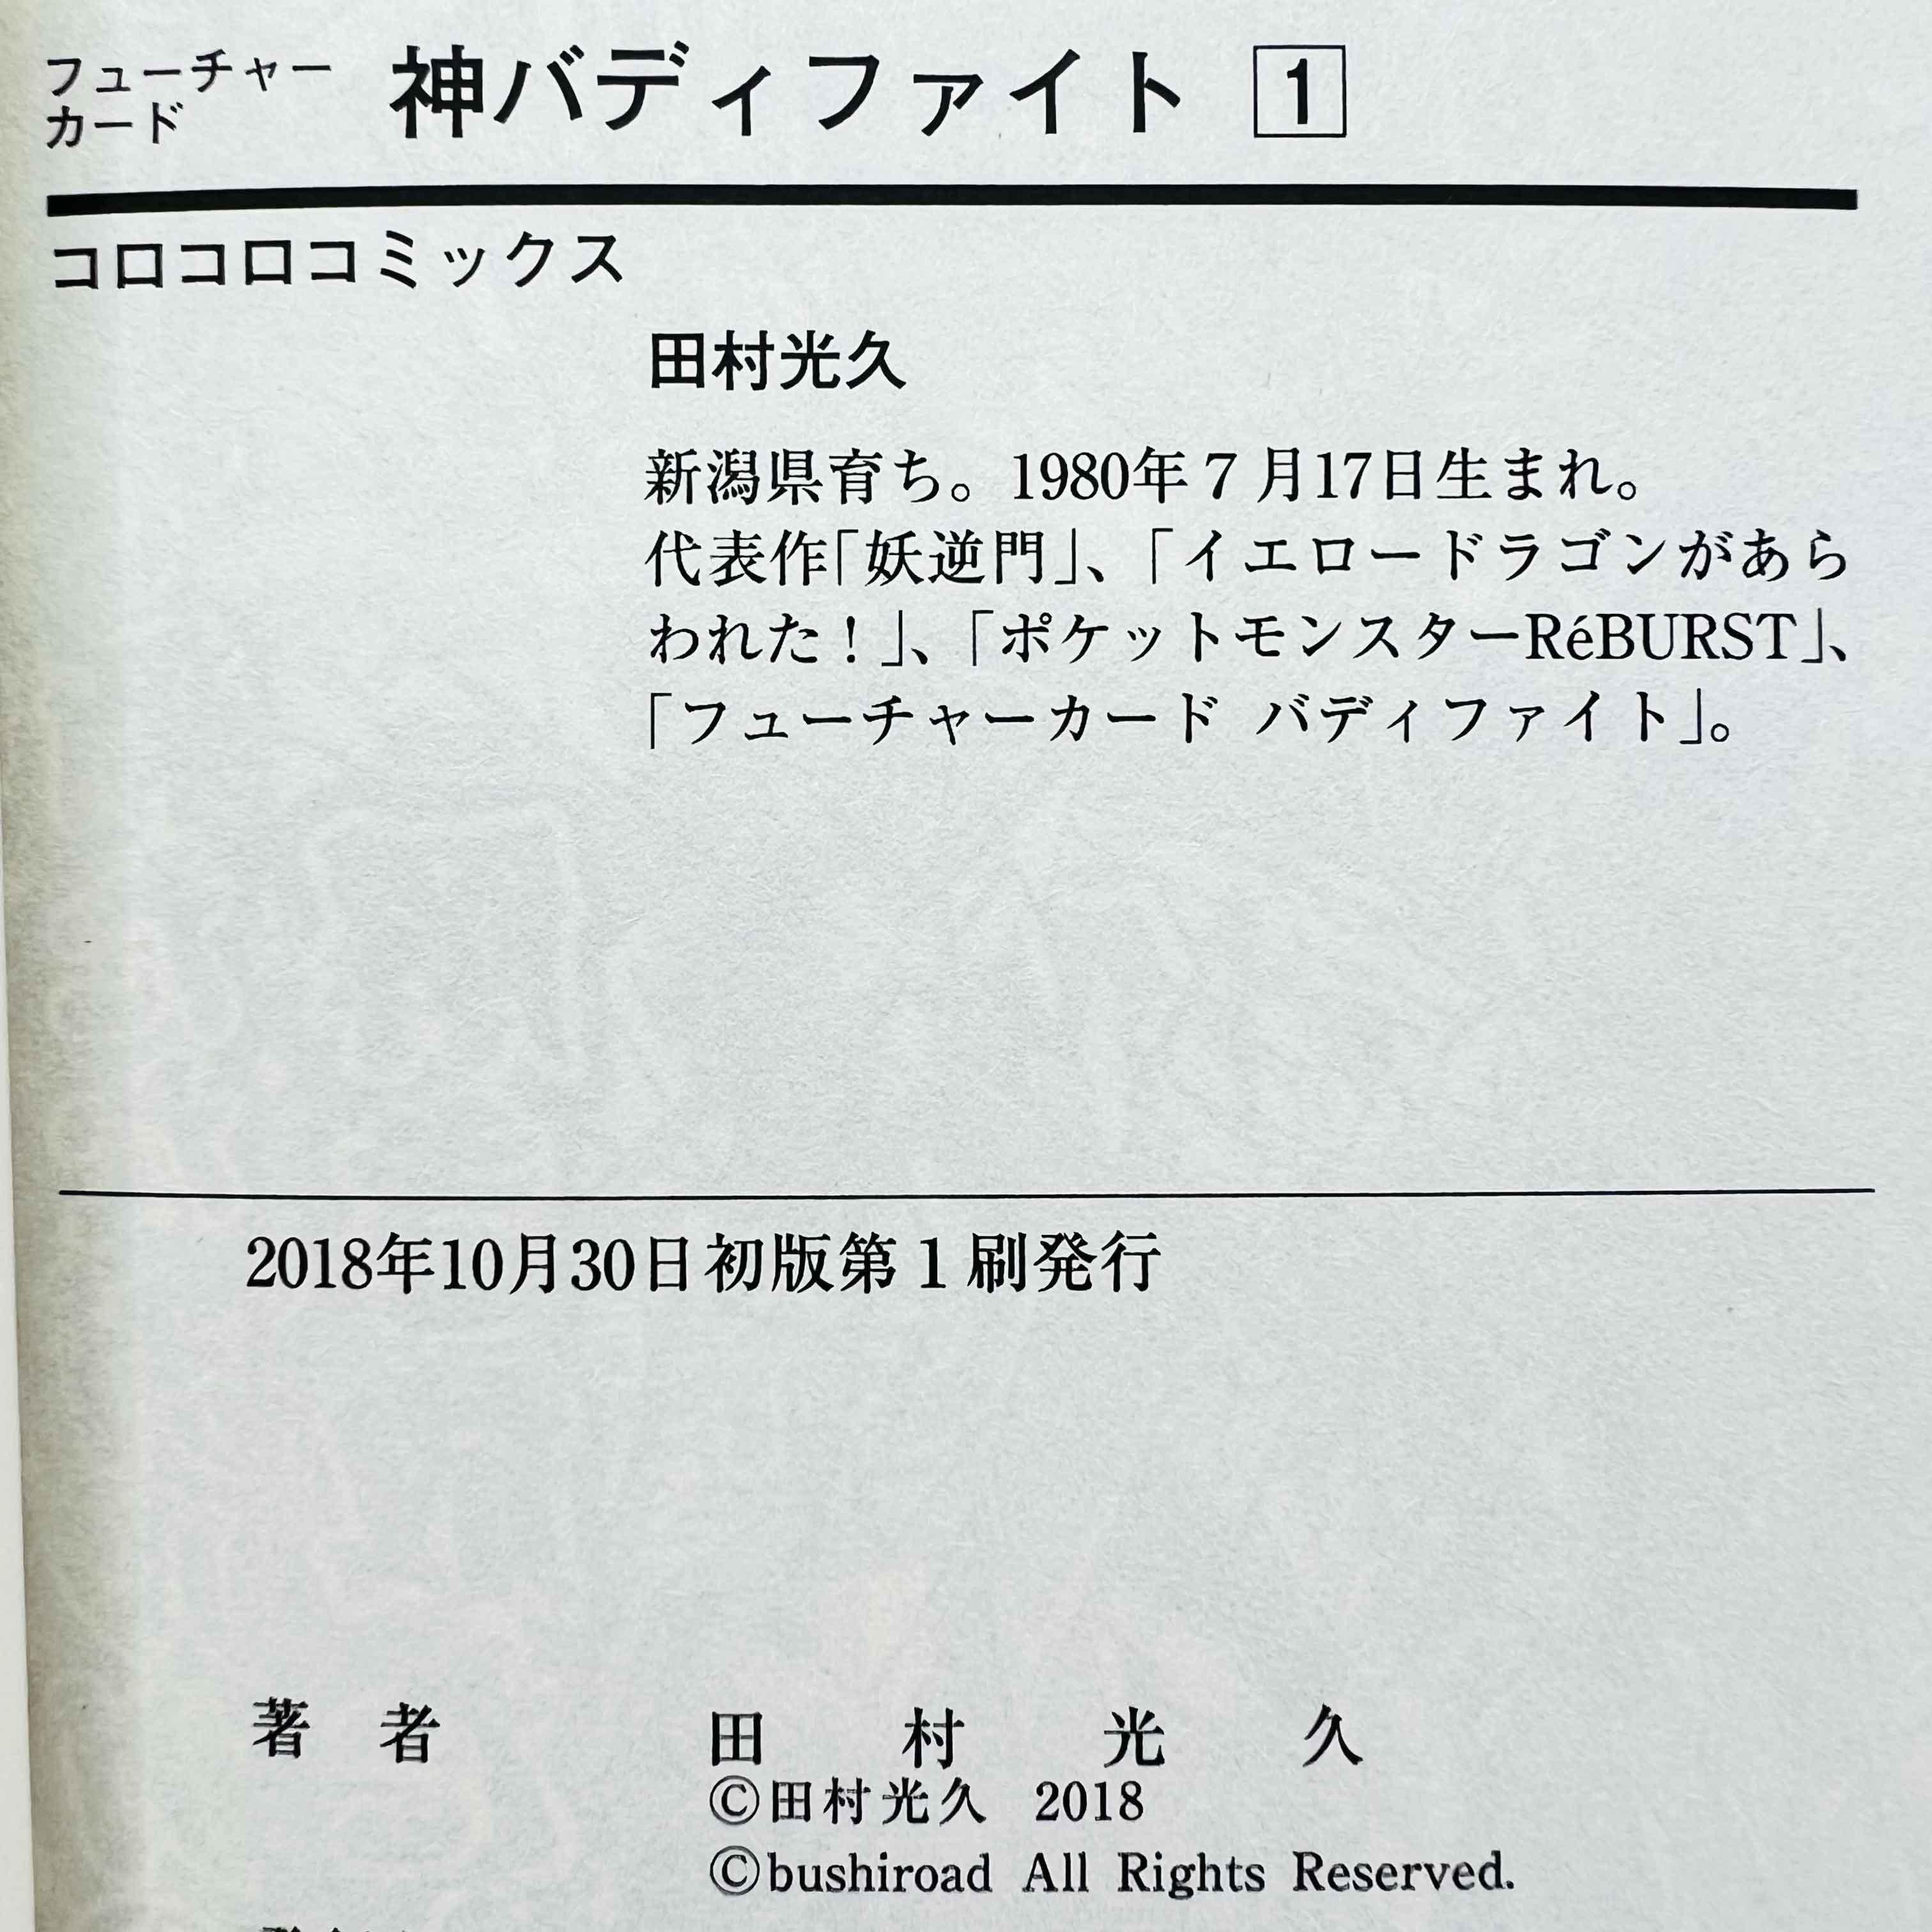 フューチャー
カード
神バディファイト 1
コロコロコミックス
田村光久
新潟県育ち。1980年7月17日生まれ。
代表作「妖逆門」、「イエロードラゴンがあら
われた！」、「ポケットモンスターRéBURST」、
「フューチャーカード バディファイト」。
2018年10月30日初版第1刷発行
著者 田村光久
©田村光久 2018
©bushiroad All Rights Reserved.